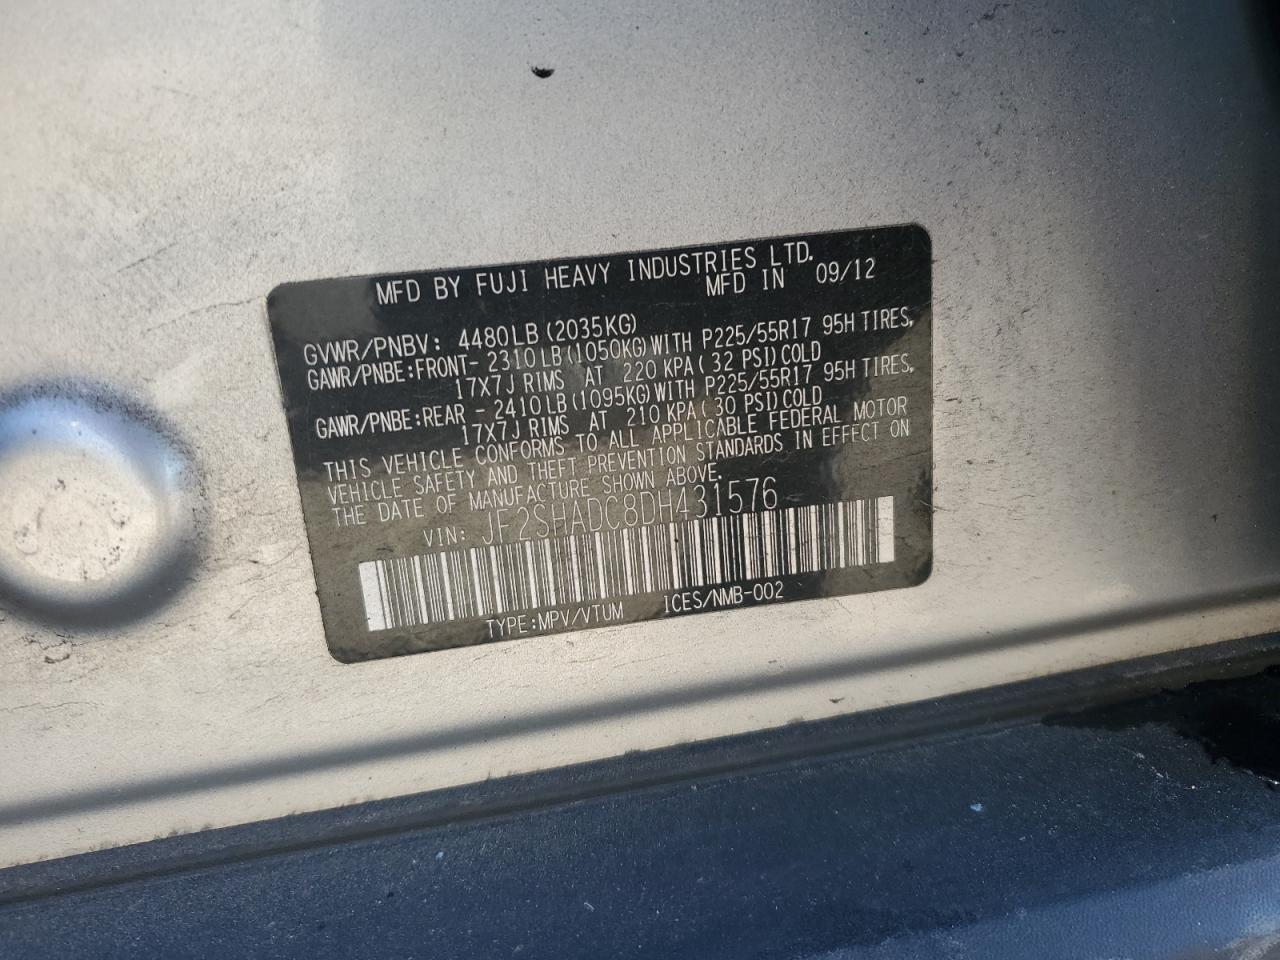 MFD BY FUJI HEAVY INDUSTRIES LTD.
MFD IN 09/12
GVWR/PNBV: 4480LB(2035KG)
GAWR/PNBE:FRONT- 2310LB(1050KG)WITH P225/55R17 95H TIRES,
17X7J RIMS AT 220 KPA( 32 PSI)COLD
GAWR/PNBE:REAR - 2410LB(1095KG)WITH P225/55R17 95H TIRES,
17X7J RIMS AT 210 KPA( 30 PSI)COLD
THIS VEHICLE CONFORMS TO ALL APPLICABLE FEDERAL MOTOR
VEHICLE SAFETY AND THEFT PREVENTION STANDARDS IN EFFECT ON
THE DATE OF MANUFACTURE SHOWN ABOVE.
VIN: JF2SHADC8DH431576
TYPE:MPV/VTUM ICES/NMB-002